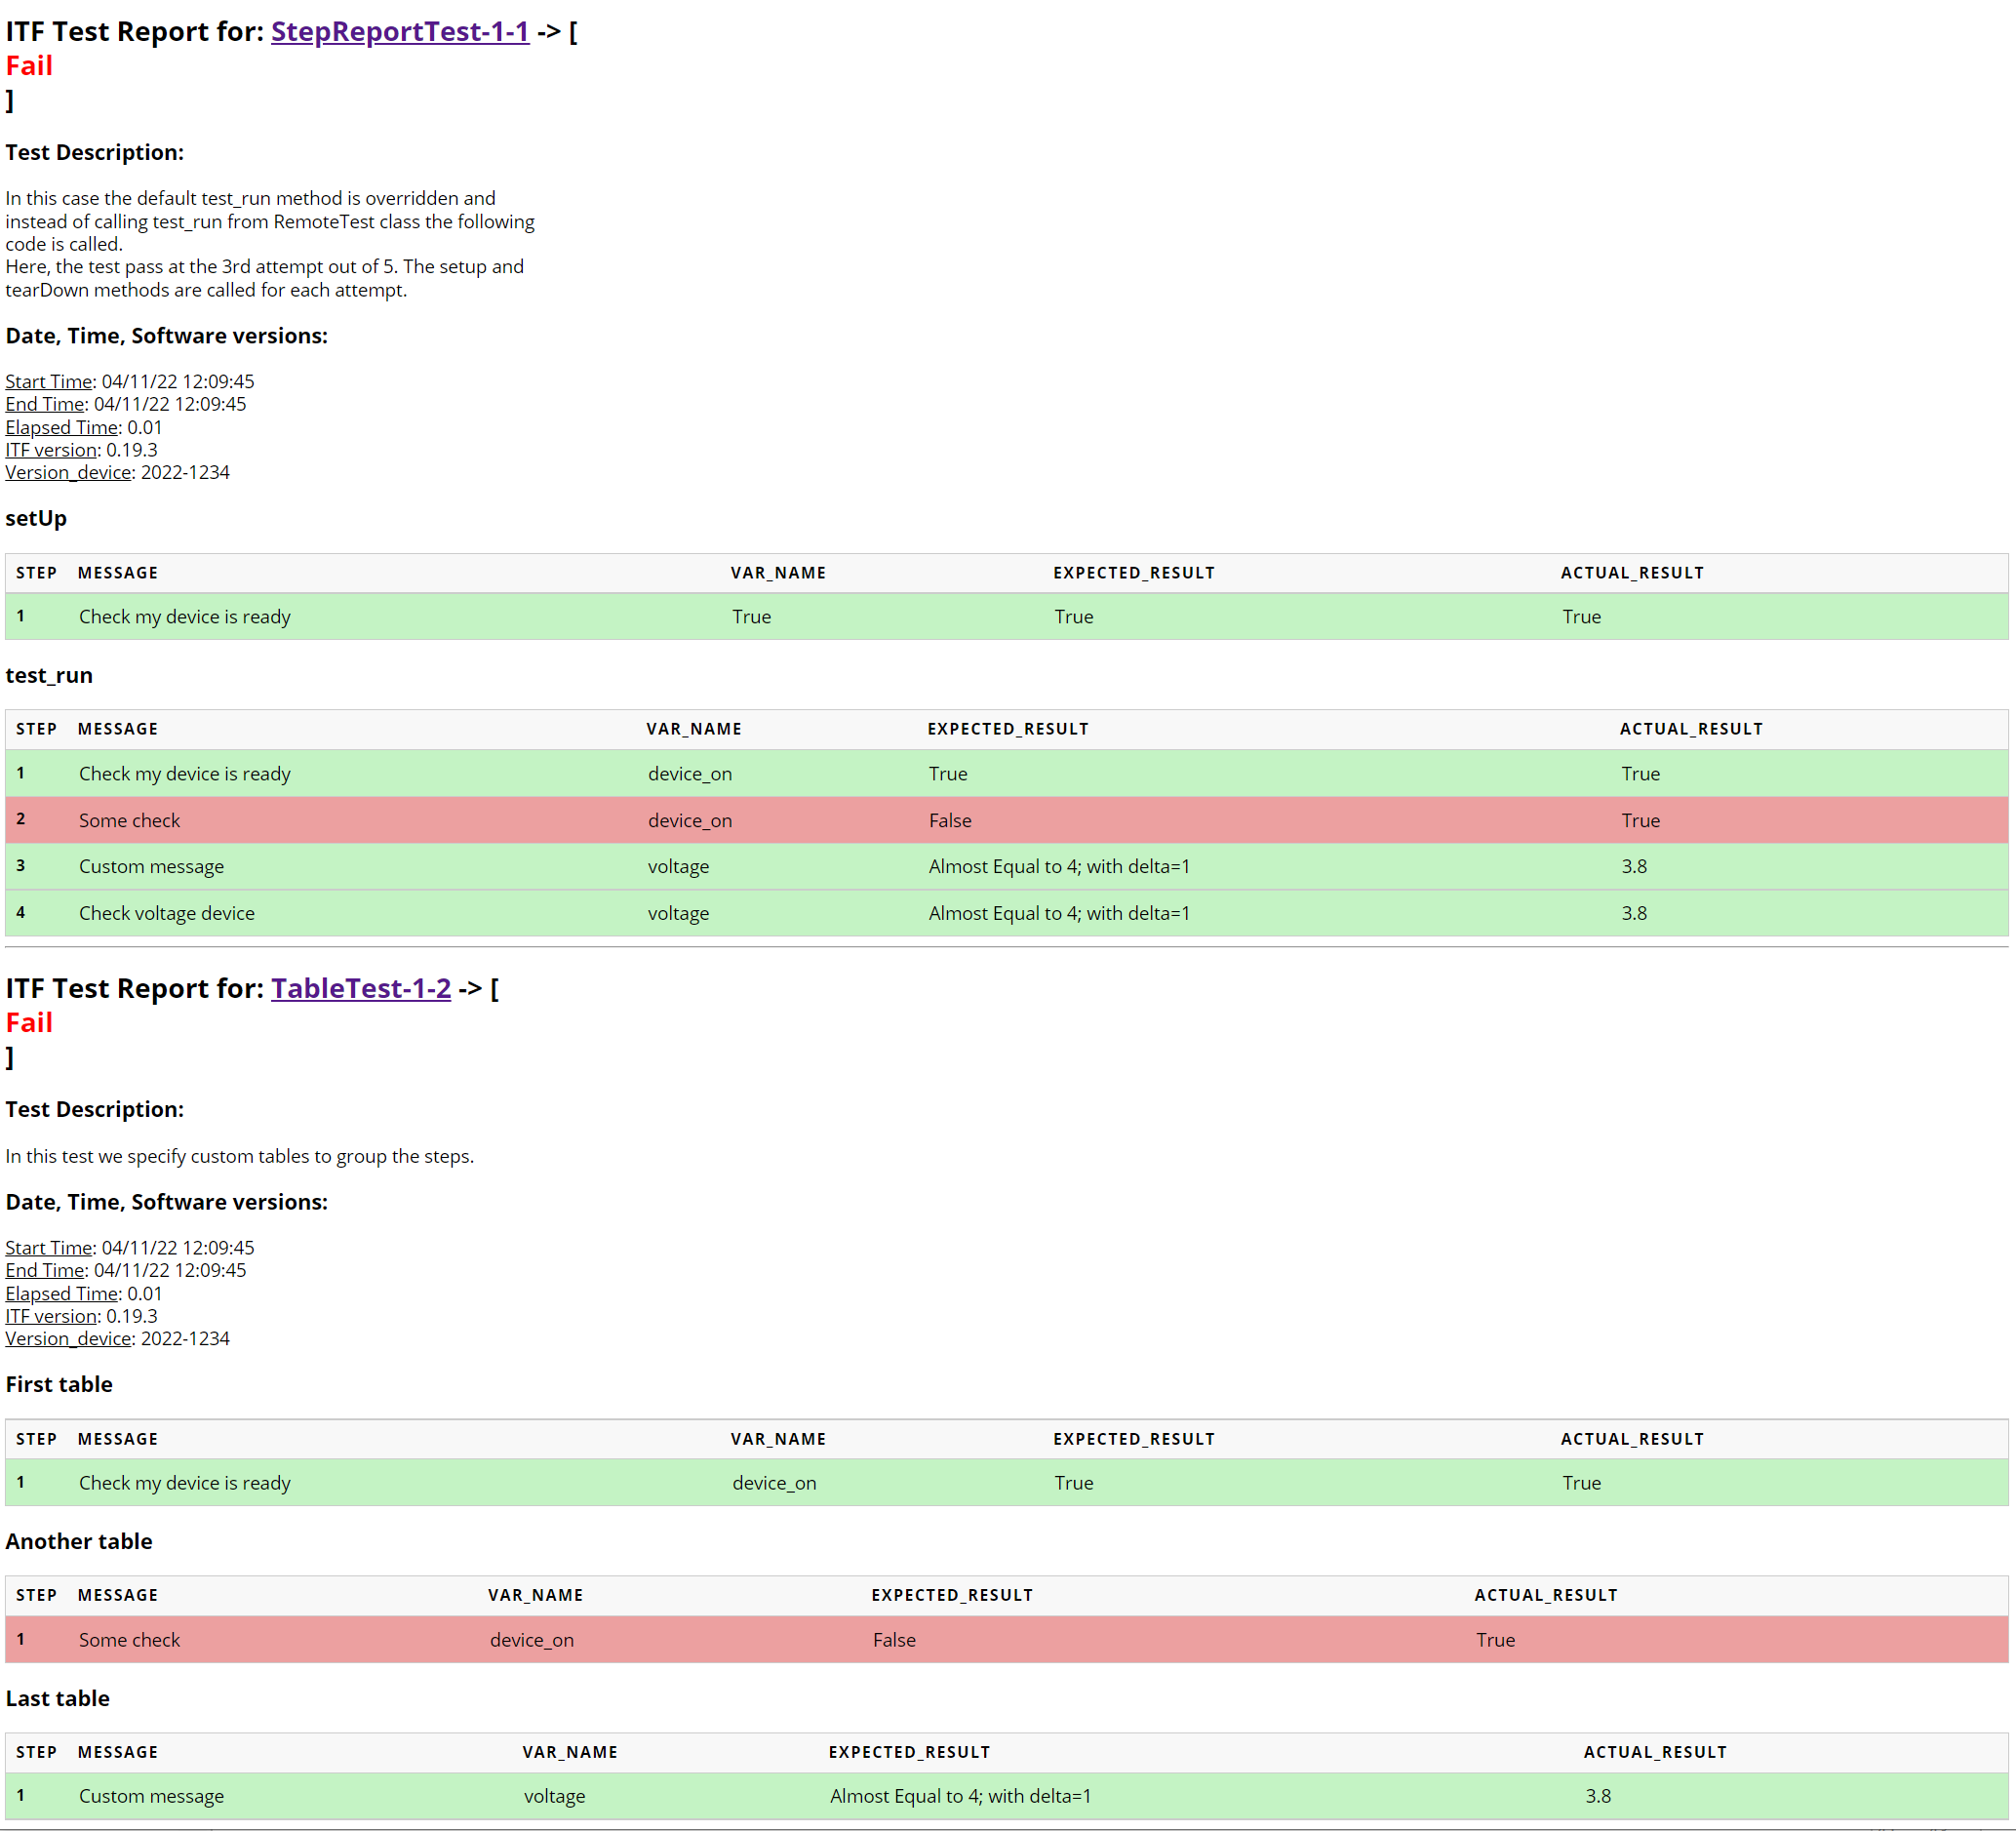 ITF Test Report for: StepReportTest-1-1 -> [
Fail
]
Test Description:
In this case the default test_run method is overridden and
instead of calling test_run from RemoteTest class the following
code is called.
Here, the test pass at the 3rd attempt out of 5. The setup and
tearDown methods are called for each attempt.
Date, Time, Software versions:
Start Time: 04/11/22 12:09:45
End Time: 04/11/22 12:09:45
Elapsed Time: 0.01
ITF version: 0.19.3
Version_device: 2022-1234
setUp
STEP MESSAGE VAR_NAME EXPECTED_RESULT ACTUAL_RESULT
1 Check my device is ready True True True
test_run
STEP MESSAGE VAR_NAME EXPECTED_RESULT ACTUAL_RESULT
1 Check my device is ready device_on True True
2 Some check device_on False True
3 Custom message voltage Almost Equal to 4; with delta=1 3.8
4 Check voltage device voltage Almost Equal to 4; with delta=1 3.8
ITF Test Report for: TableTest-1-2 -> [
Fail
]
Test Description:
In this test we specify custom tables to group the steps.
Date, Time, Software versions:
Start Time: 04/11/22 12:09:45
End Time: 04/11/22 12:09:45
Elapsed Time: 0.01
ITF version: 0.19.3
Version_device: 2022-1234
First table
STEP MESSAGE VAR_NAME EXPECTED_RESULT ACTUAL_RESULT
1 Check my device is ready device_on True True
Another table
STEP MESSAGE VAR_NAME EXPECTED_RESULT ACTUAL_RESULT
1 Some check device_on False True
Last table
STEP MESSAGE VAR_NAME EXPECTED_RESULT ACTUAL_RESULT
1 Custom message voltage Almost Equal to 4; with delta=1 3.8